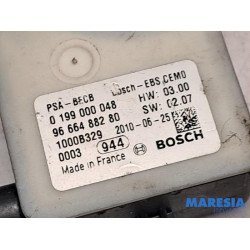 PSA-BECB Bosch-EBS CEMO
0 199 000 048 HW: 03.00
96 664 882 80 SW: 02.07
1000B329 2010-06-25
0003 944 BOSCH
Made in France
MARESIA